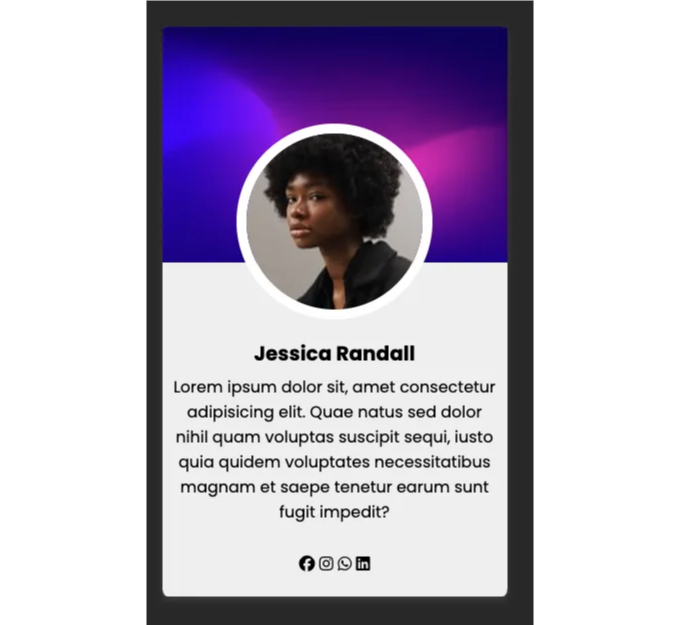 Jessica Randall
Lorem ipsum dolor sit, amet consectetur
adipisicing elit. Quae natus sed dolor
nihil quam voluptas suscipit sequi, iusto
quia quidem voluptates necessitatibus
magnam et saepe tenetur earum sunt
fugit impedit?